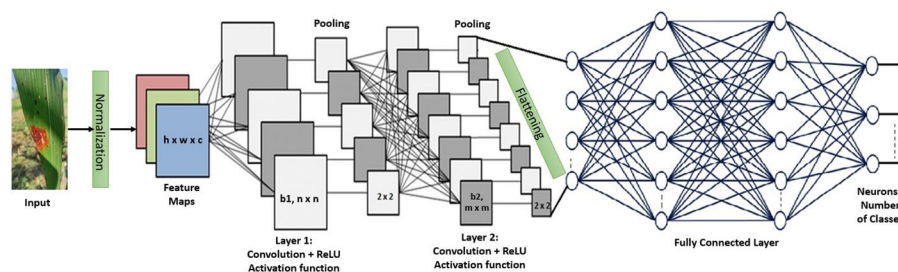 Pooling
Pooling
Normalization
h x w x c
Flattening
b1, n x n
2 x 2
b2,
m x m
2 x 2
Input
Feature
Maps
Layer 1:
Convolution + ReLU
Activation function
Layer 2:
Convolution + ReLU
Activation function
Fully Connected Layer
Neurons
Number
of Classe